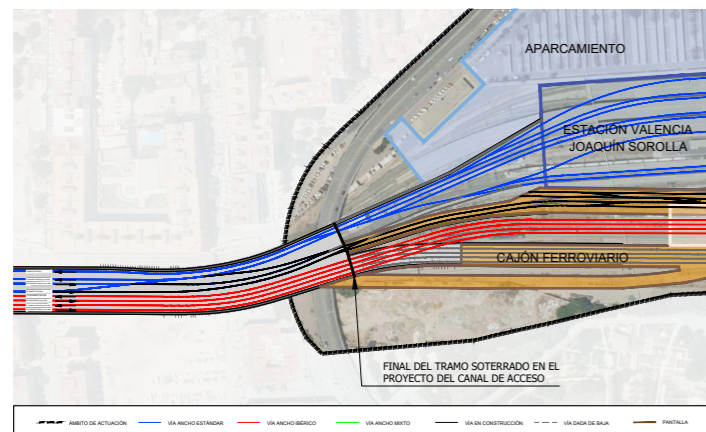 APARCAMIENTO
ESTACIÓN VALENCIA
JOAQUÍN SOROLLA
CAJÓN FERROVIARIO
FINAL DEL TRAMO SOTERRADO EN EL
PROYECTO DEL CANAL DE ACCESO
ÁMBITO DE ACTUACIÓN VÍA ANCHO ESTÁNDAR VÍA ANCHO IBÉRICO VÍA ANCHO MIXTO VÍA EN CONSTRUCCIÓN VÍA DADA DE BAJA PANTALLA